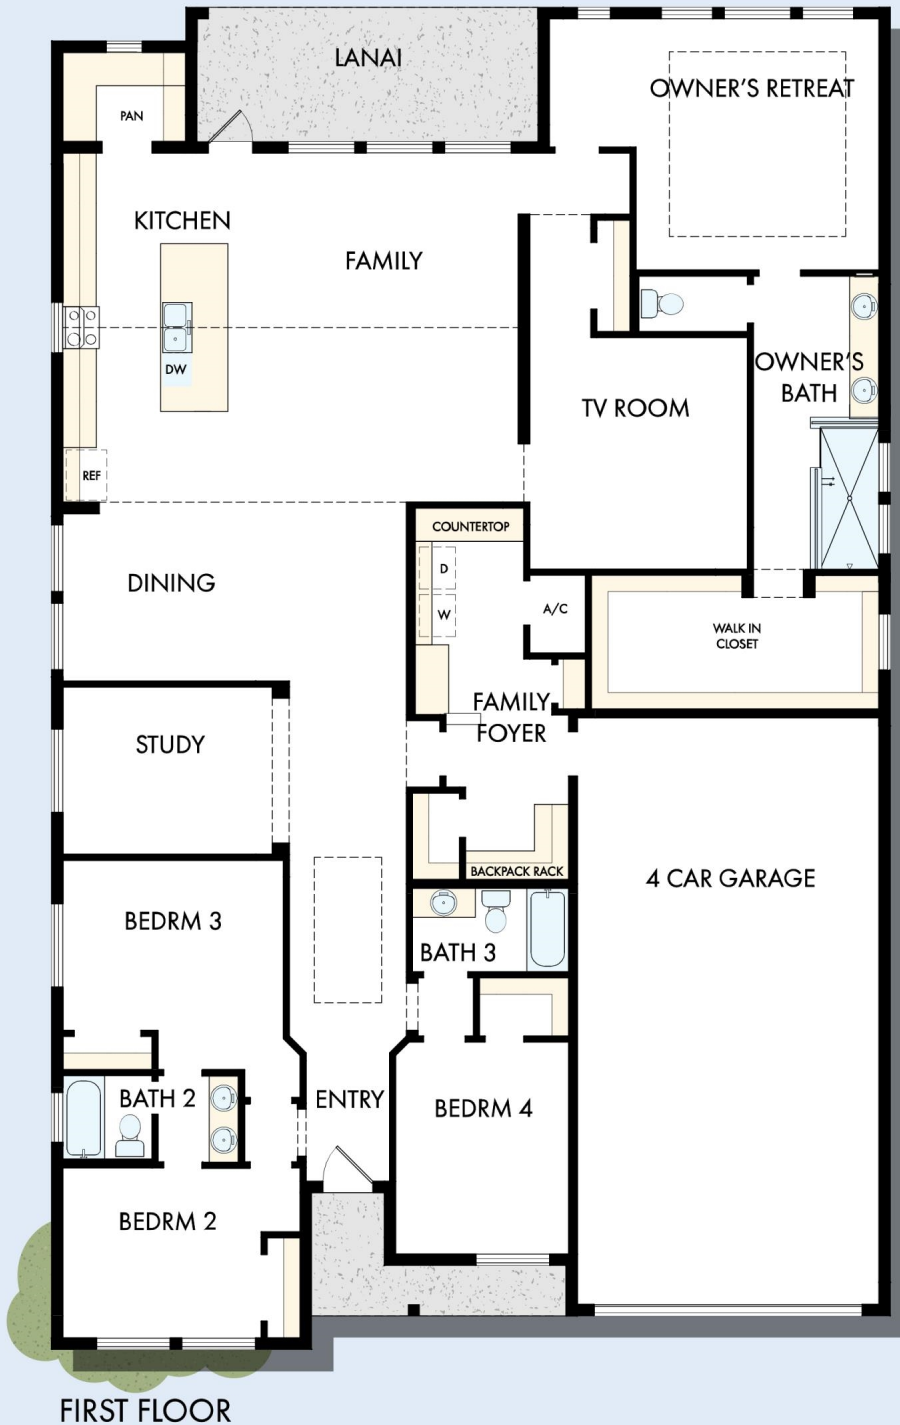 LANAI
OWNER'S RETREAT
PAN
KITCHEN
FAMILY
DW
OWNER'S
BATH
TV ROOM
REF
COUNTERTOP
D
DINING
A/C
W
WALK IN
CLOSET
FAMILY
FOYER
STUDY
BACKPACK RACK
4 CAR GARAGE
BEDRM 3
BATH 3
BATH 2
ENTRY
BEDRM 4
BEDRM 2
FIRST FLOOR